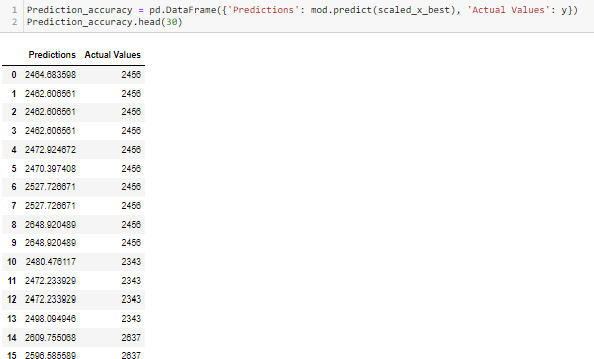 1 Prediction_accuracy = pd.DataFrame({'Predictions': mod.predict(scaled_x_best), 'Actual Values': y})
2 Prediction_accuracy.head(30)
Predictions Actual Values
0 2464.683598 2456
1 2462.606561 2456
2 2462.606561 2456
3 2462.606561 2456
4 2472.924672 2456
5 2470.397408 2456
6 2527.726671 2456
7 2527.726671 2456
8 2648.920489 2456
9 2648.920489 2456
10 2480.476117 2343
11 2472.233929 2343
12 2472.233929 2343
13 2498.094946 2343
14 2609.755068 2637
15 2596.585589 2637